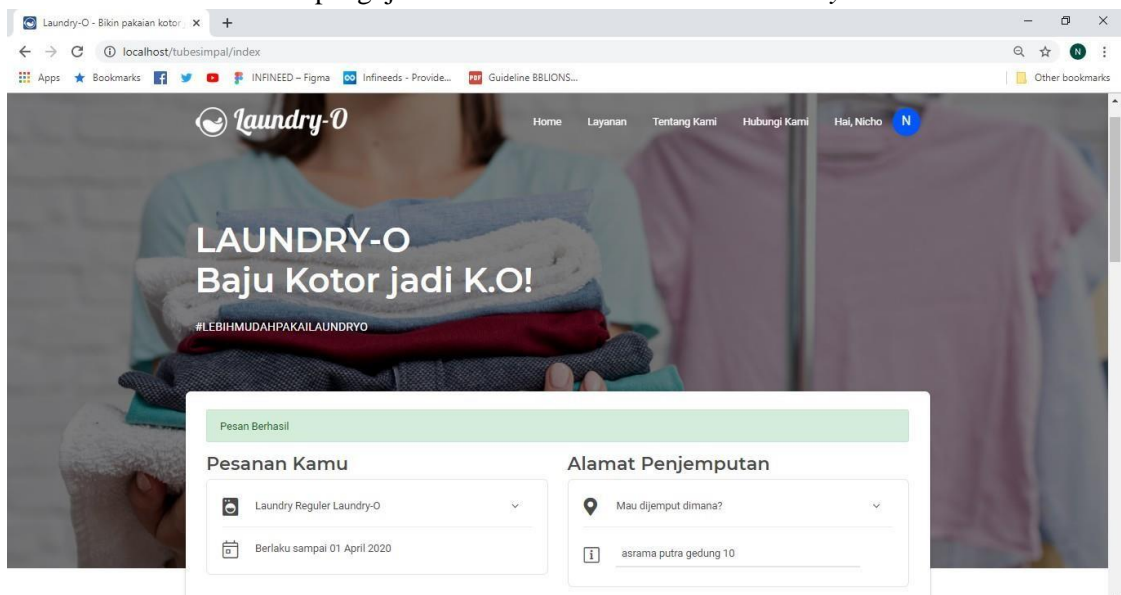 Laundry-O - Bikin pakaian kotor j
localhost/tubesimpal/index
N
Apps Bookmarks INFINEED – Figma Infineeds - Provide... PDF Guideline BBLIONS... Other bookmarks
Laundry-O Home Layanan Tentang Kami Hubungi Kami Hai, Nicho N
LAUNDRY-O
Baju Kotor jadi K.O!
#LEBIHMUDAHPAKAILAUNDRYO
Pesan Berhasil
Pesanan Kamu
Laundry Reguler Laundry-O
Berlaku sampai 01 April 2020
Alamat Penjemputan
Mau dijemput dimana?
asrama putra gedung 10